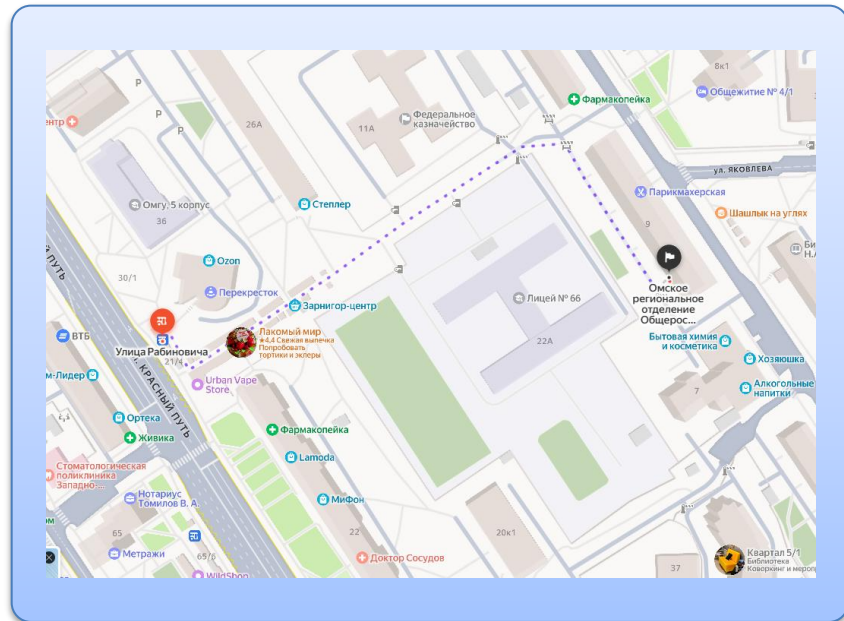 8к1
Общежитие № 4/1
Фармакопейка
Р
Р
Р
26А
11А
Федеральное
казначейство
ул. ЯКОВЛЕВА
Омгу, 5 корпус
36
Степлер
Парикмахерская
9
Шашлык на углях
Ozon
30/1
Перекресток
Зарнигор-центр
Лицей № 66
Омское
региональное
отделение
Общерос...
ВТБ
Улица Рабиновича
21/4
Лакомый мир
4,4 Свежая выпечка
Попробовать
тортики и эклеры
22А
Бытовая химия
и косметика
Хозяюшка
м-Лидер
Urban Vape
Store
КРАСНЫЙ ПУТЬ
Алкогольные
напитки
7
Ортека
Живика
Фармакопейка
Lamoda
Стоматологическая
поликлиника
Западно-...
Нотариус
Томилов В. А.
МиФон
65
22
20к1
Метражи
65/б
Доктор Сосудов
37
Квартал 5/1
Библиотека
Коворкинг и мероп
WildShop